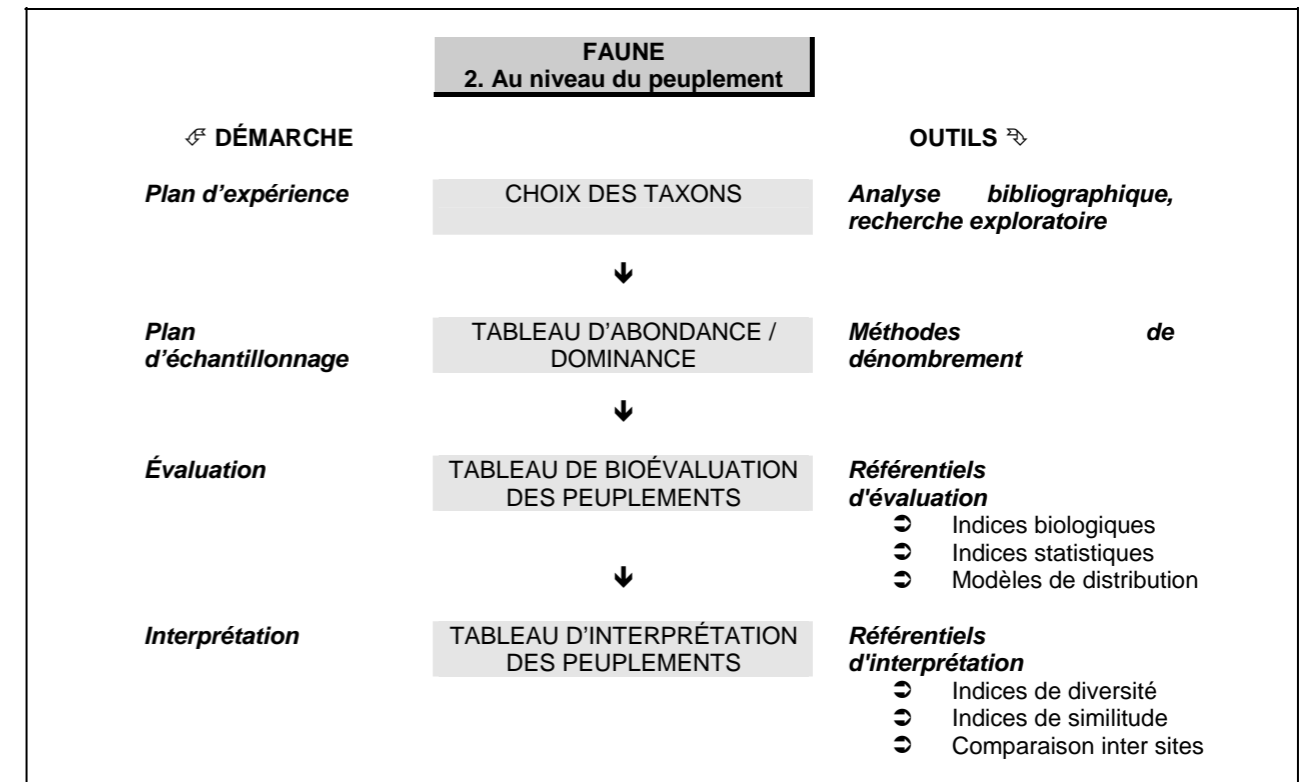 FAUNE
2. Au niveau du peuplement
DÉMARCHE
OUTILS
Plan d'expérience
CHOIX DES TAXONS
Analyse bibliographique,
recherche exploratoire
Plan
d'échantillonnage
TABLEAU D'ABONDANCE /
DOMINANCE
Méthodes de
dénombrement
Évaluation
TABLEAU DE BIOÉVALUATION
DES PEUPLEMENTS
Référentiels
d'évaluation
Indices biologiques
Indices statistiques
Modèles de distribution
Interprétation
TABLEAU D'INTERPRÉTATION
DES PEUPLEMENTS
Référentiels
d'interprétation
Indices de diversité
Indices de similitude
Comparaison inter sites